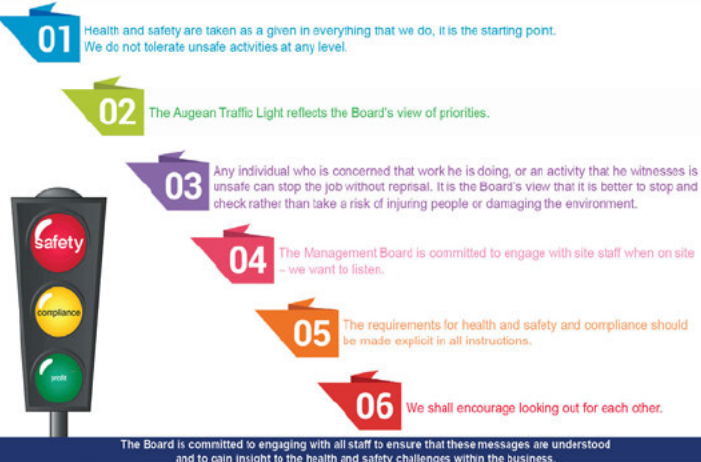 01
Health and safety are taken as a given in everything that we do, it is the starting point.
We do not tolerate unsafe activities at any level.
02
The Augean Traffic Light reflects the Board's view of priorities.
03
Any individual who is concerned that work he is doing, or an activity that he witnesses is
unsafe can stop the job without reprisal. It is the Board's view that it is better to stop and
check rather than take a risk of injuring people or damaging the environment.
safety
compliance
profit
04
The Management Board is committed to engage with site staff when on site
– we want to listen.
05
The requirements for health and safety and compliance should
be made explicit in all instructions.
06
We shall encourage looking out for each other.
The Board is committed to engaging with all staff to ensure that these messages are understood
and to gain insight to the health and safety challenges within the business.